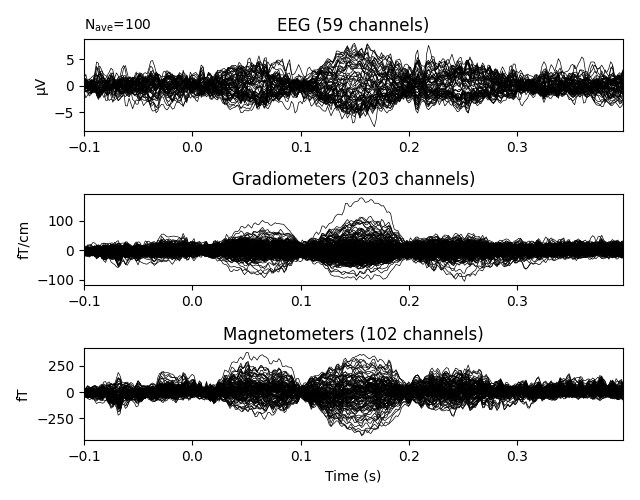 N_ave=100
EEG (59 channels)
5
0
−5
µV
−0.1 0.0 0.1 0.2 0.3
Gradiometers (203 channels)
100
0
−100
fT/cm
−0.1 0.0 0.1 0.2 0.3
Magnetometers (102 channels)
250
0
−250
fT
−0.1 0.0 0.1 0.2 0.3
Time (s)